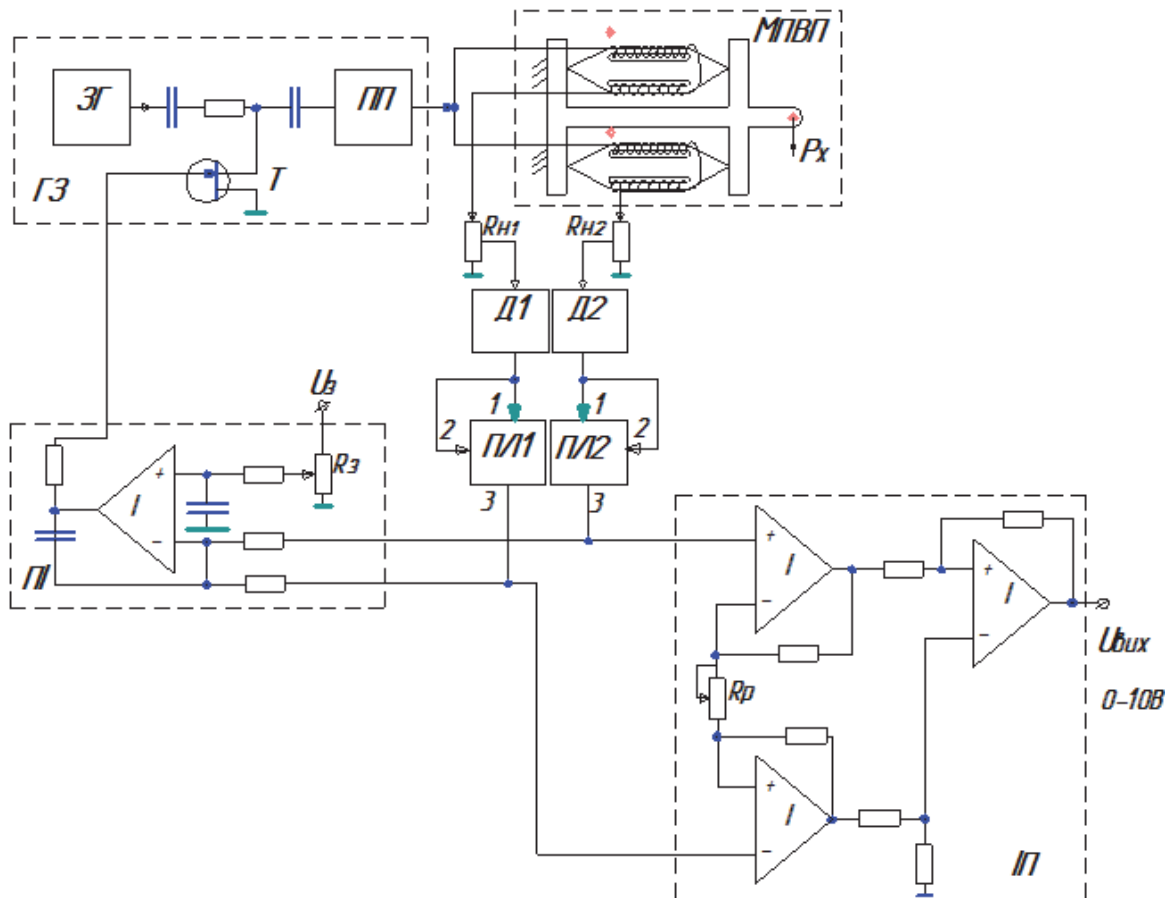 МПВП
ЗГ
ПП
Pх
ГЗ
Т
Rн1
Rн2
Д1
Д2
Uз
1
1
2
2
ПЛ1
ПЛ2
Rз
3
3
+
I
−
ПІ
+
I
−
+
I
−
Uвих
0-10В
Rр
+
I
−
ІП